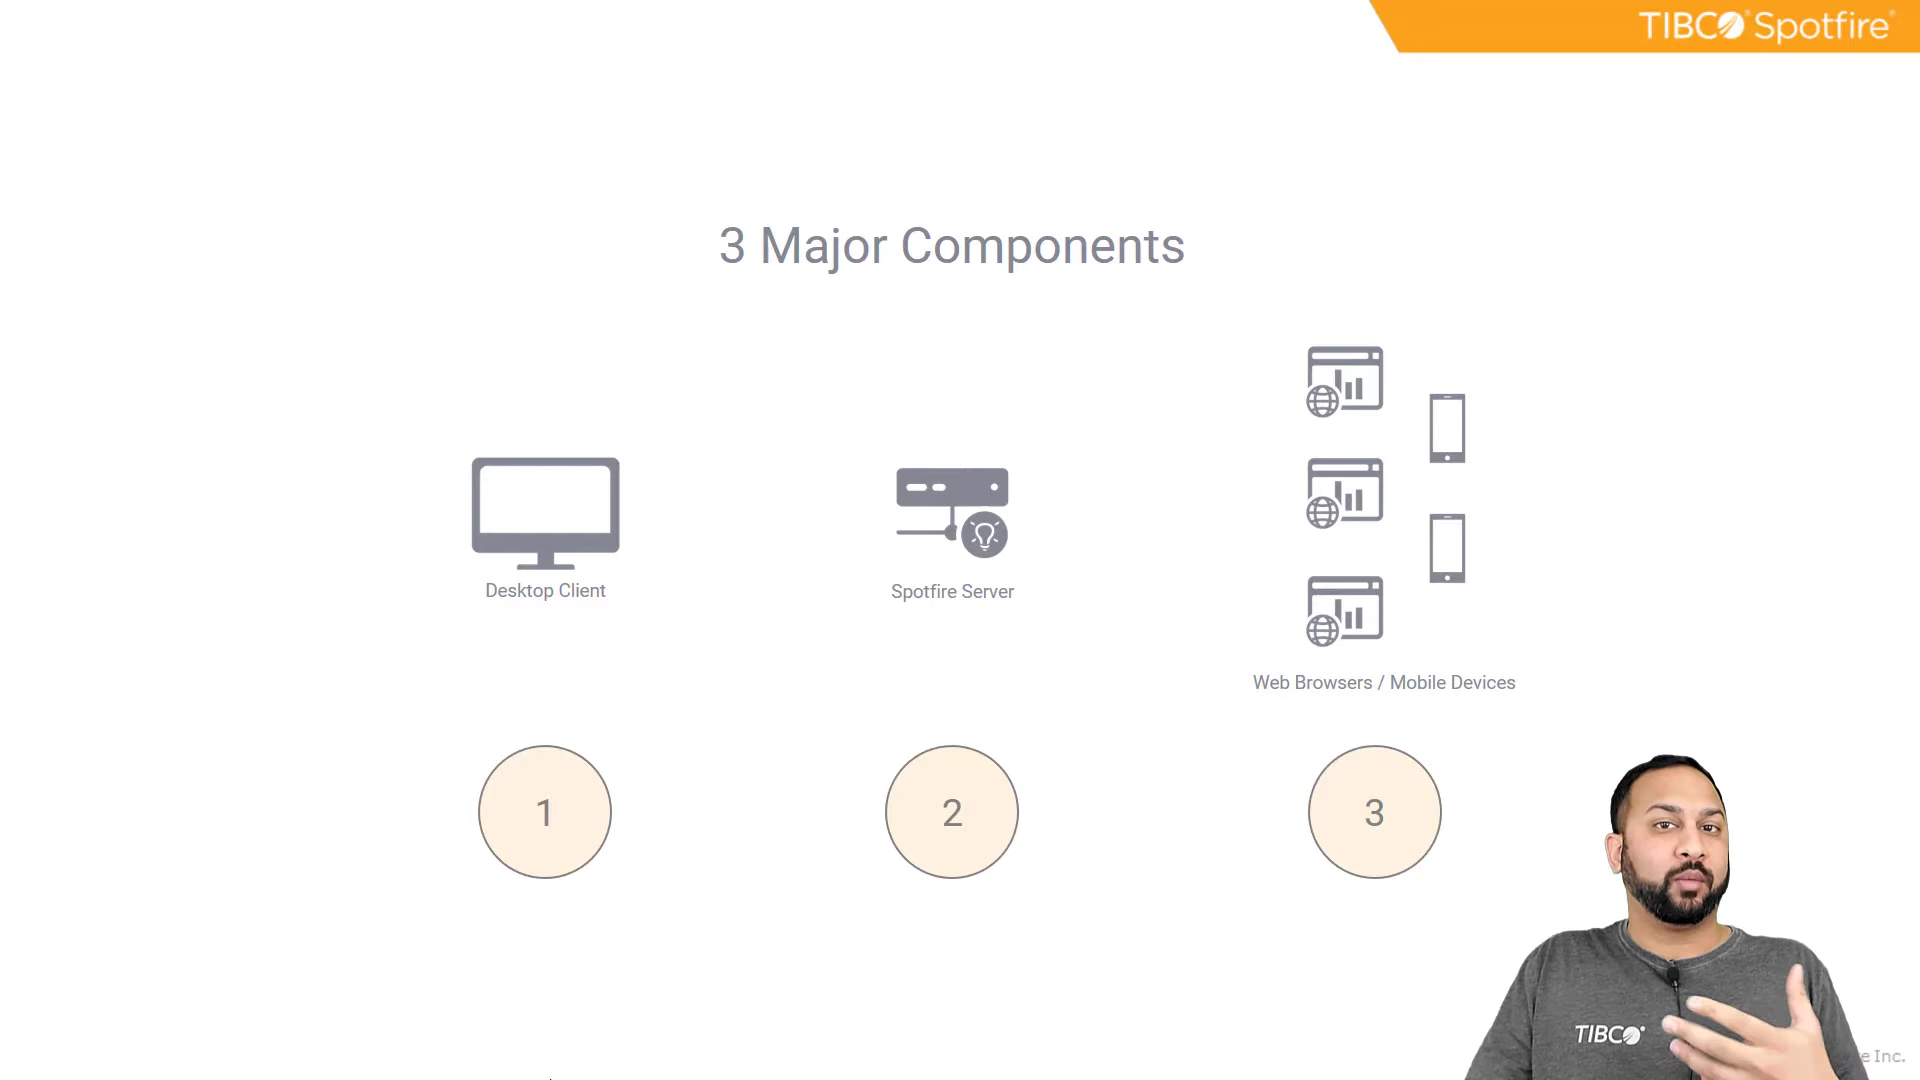 TIBCO® Spotfire®
3 Major Components
Desktop Client
Spotfire Server
Web Browsers / Mobile Devices
1
2
3
TIBCO®
e Inc.